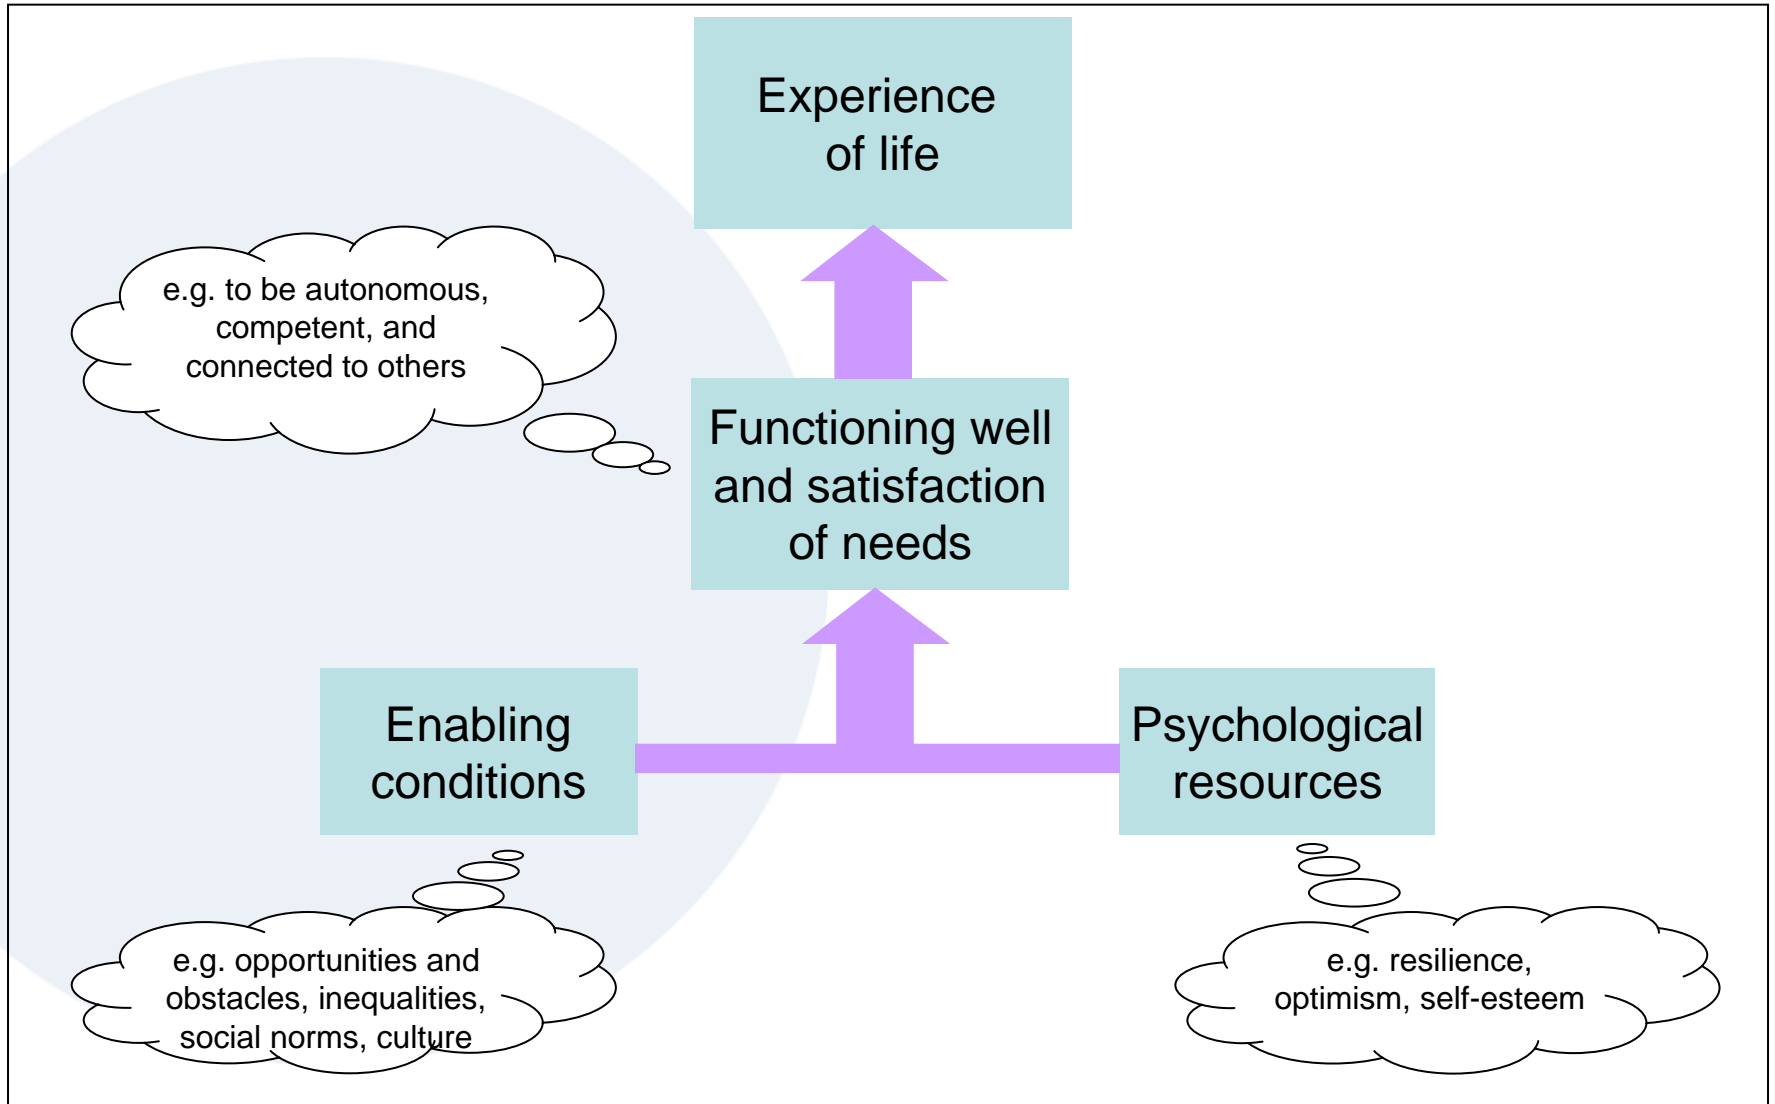 Experience
of life
e.g. to be autonomous,
competent, and
connected to others
Functioning well
and satisfaction
of needs
Enabling
conditions
Psychological
resources
e.g. opportunities and
obstacles, inequalities,
social norms, culture
e.g. resilience,
optimism, self-esteem